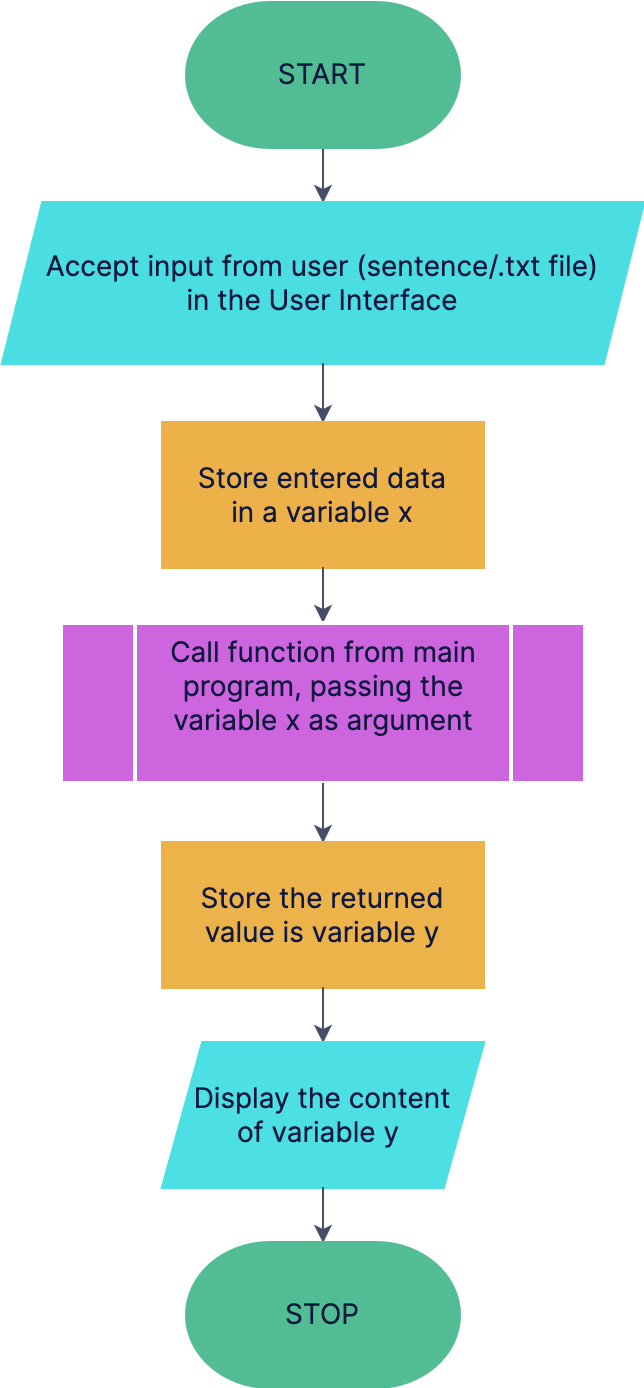 START
Accept input from user (sentence/.txt file)
in the User Interface
Store entered data
in a variable x
Call function from main
program, passing the
variable x as argument
Store the returned
value is variable y
Display the content
of variable y
STOP